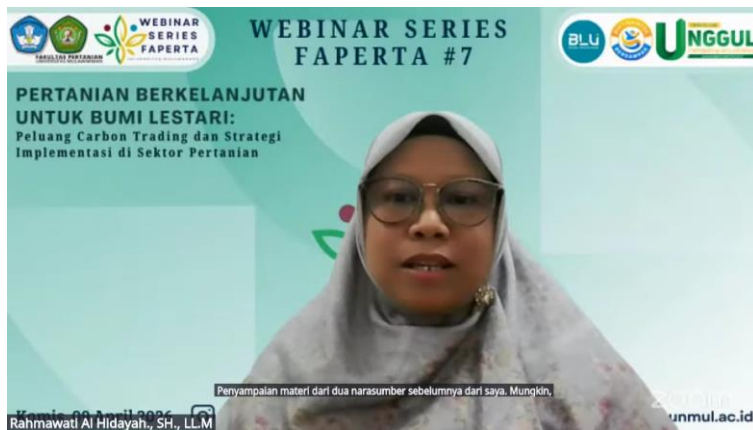 WEBINAR
SERIES
FAPERTA
FAKULTAS PERTANIAN
WEBINAR SERIES
FAPERTA #7
BLU
UNGGUL
PERTANIAN BERKELANJUTAN
UNTUK BUMI LESTARI:
Peluang Carbon Trading dan Strategi
Implementasi di Sektor Pertanian
Penyampaian materi dari dua narasumber sebelumnya dari saya. Mungkin,
Rahmawati Al Hidayah., SH., LL.M
unmul.ac.id